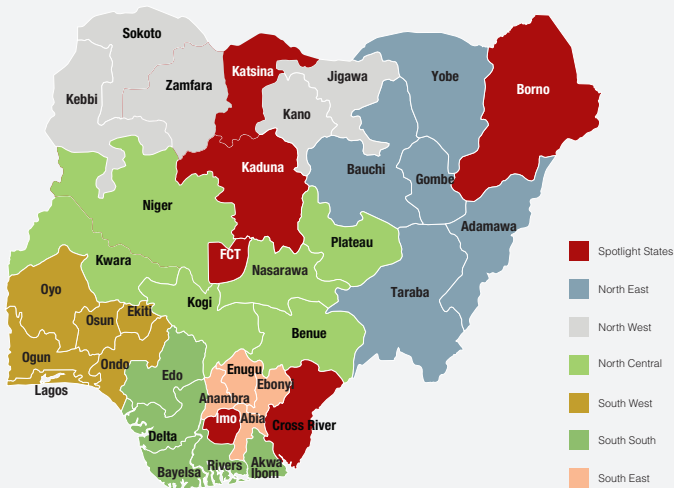 Sokoto
Katsina
Jigawa
Yobe
Borno
Kebbi
Zamfara
Kano
Kaduna
Bauchi
Gombe
Niger
Adamawa
Plateau
FCT
Kwara
Nasarawa
Taraba
Oyo
Kogi
Ekiti
Osun
Benue
Ogun
Ondo
Enugu
Edo
Ebonyi
Lagos
Anambra
Imo
Abia
Cross River
Delta
Rivers
Akwa
Ibom
Bayelsa
Spotlight States
North East
North West
North Central
South West
South South
South East